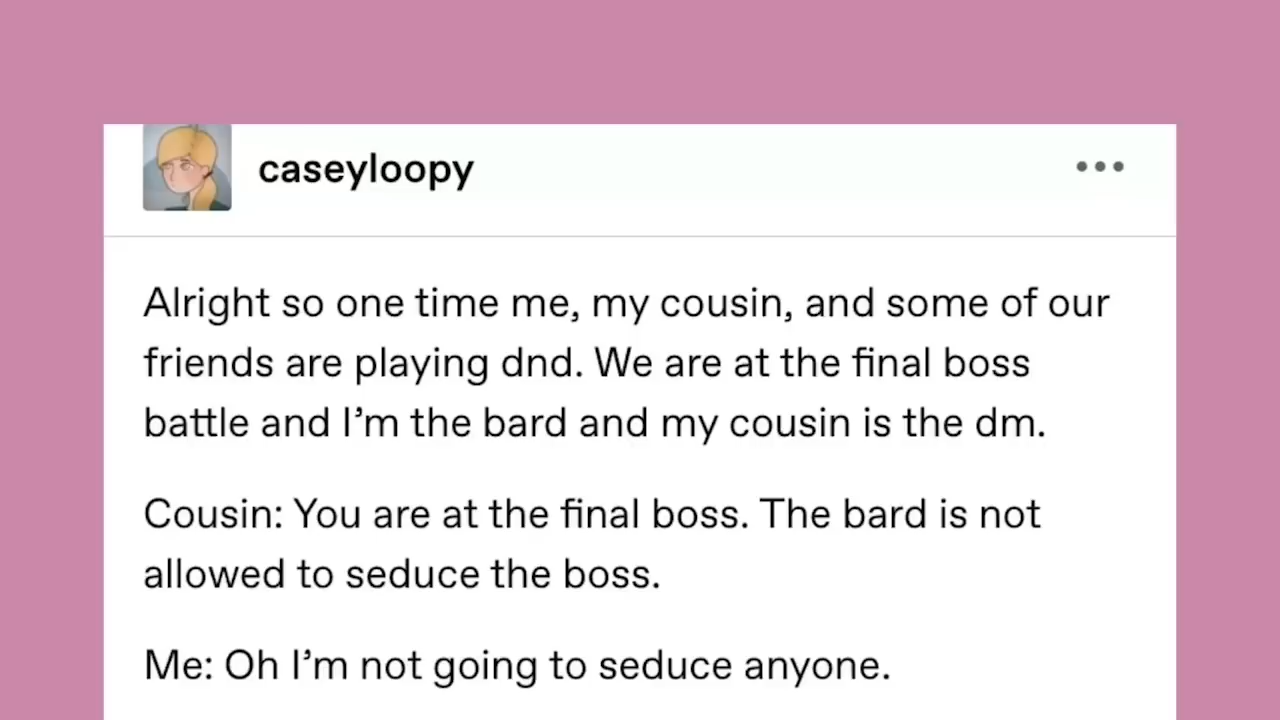 caseyloopy
Alright so one time me, my cousin, and some of our
friends are playing dnd. We are at the final boss
battle and I’m the bard and my cousin is the dm.
Cousin: You are at the final boss. The bard is not
allowed to seduce the boss.
Me: Oh I’m not going to seduce anyone.